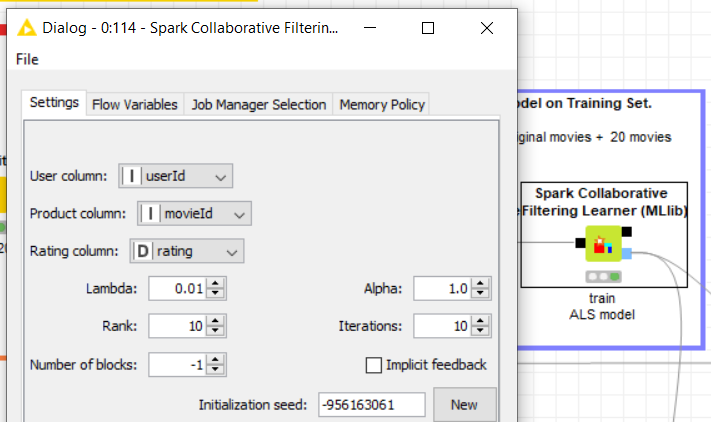 Dialog - 0:114 - Spark Collaborative Filterin...
File
Settings
Flow Variables
Job Manager Selection
Memory Policy
User column:
I
userId
Product column:
I
movieId
Rating column:
D
rating
Lambda:
0.01
Alpha:
1.0
Rank:
10
Iterations:
10
Number of blocks:
-1
Implicit feedback
Initialization seed:
-956163061
New
on Training Set.
movies + 20 movies
Spark Collaborative
Filtering Learner (MLlib)
train
ALS model